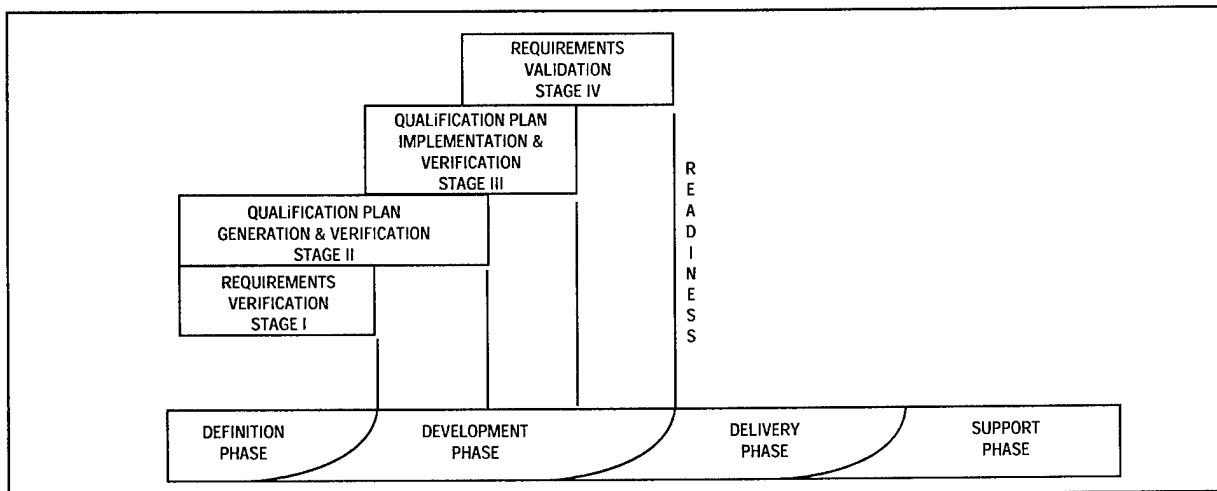 REQUIREMENTS
VALIDATION
STAGE IV
QUALIFICATION PLAN
IMPLEMENTATION &
VERIFICATION
STAGE III
QUALIFICATION PLAN
GENERATION & VERIFICATION
STAGE II
REQUIREMENTS
VERIFICATION
STAGE I
READINESS
DEFINITION
PHASE
DEVELOPMENT
PHASE
DELIVERY
PHASE
SUPPORT
PHASE